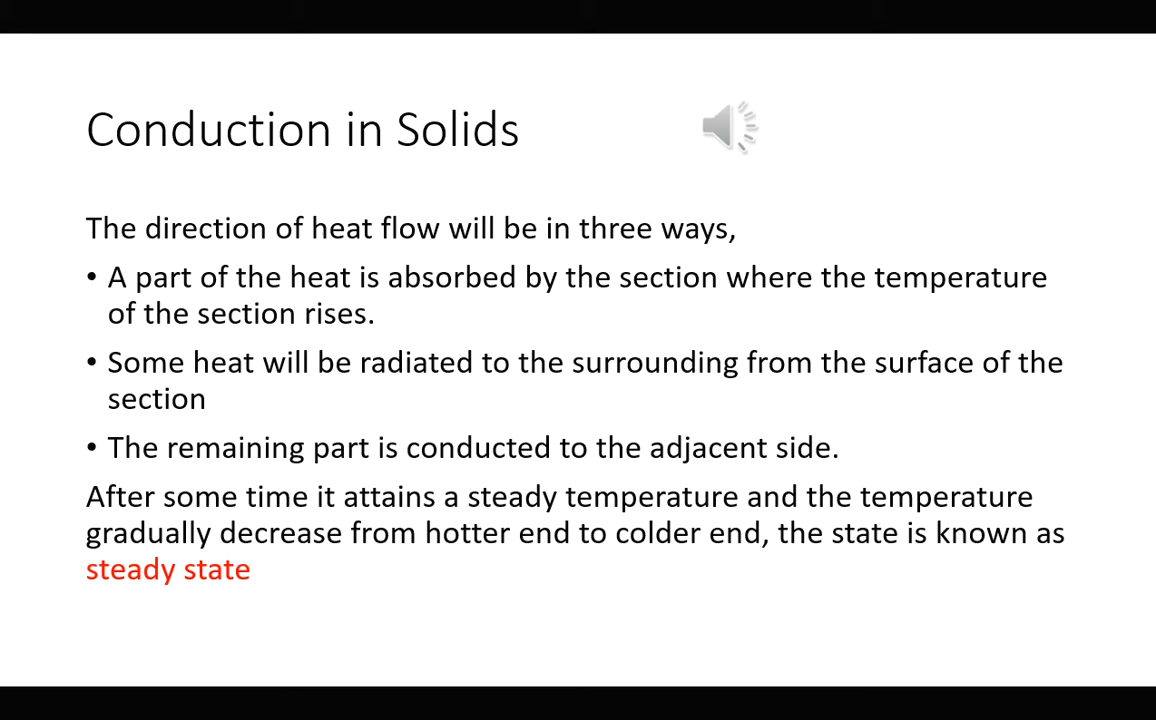 Conduction in Solids
The direction of heat flow will be in three ways,
• A part of the heat is absorbed by the section where the temperature
of the section rises.
• Some heat will be radiated to the surrounding from the surface of the
section
• The remaining part is conducted to the adjacent side.
After some time it attains a steady temperature and the temperature
gradually decrease from hotter end to colder end, the state is known as
steady state